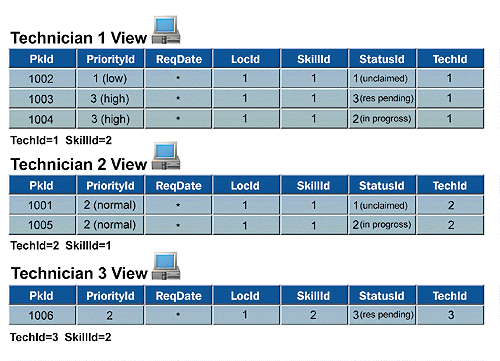 Technician 1 View
PkId PriorityId ReqDate LocId SkillId StatusId TechId
1002 1 (low) * 1 1 1(unclaimed) 1
1003 3 (high) * 1 1 3(res pending) 1
1004 3 (high) * 1 1 2(in progross) 1
TechId=1 SkillId=2
Technician 2 View
PkId PriorityId ReqDate LocId SkillId StatusId TechId
1001 2 (normal) * 1 1 1(unclaimed) 2
1005 2 (normal) * 1 1 2(in progross) 2
TechId=2 SkillId=1
Technician 3 View
PkId PriorityId ReqDate LocId SkillId StatusId TechId
1006 2 * 1 2 3(res pending) 3
TechId=3 SkillId=2